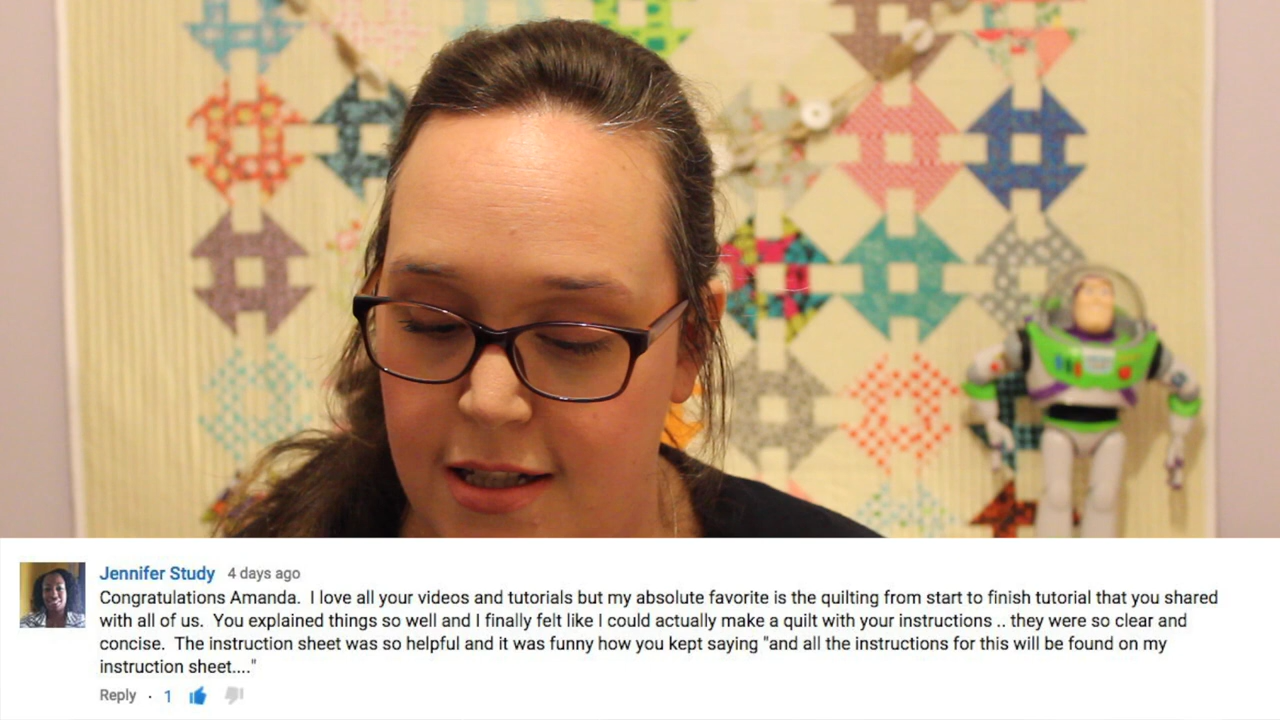 Jennifer Study 4 days ago
Congratulations Amanda. I love all your videos and tutorials but my absolute favorite is the quilting from start to finish tutorial that you shared
with all of us. You explained things so well and I finally felt like I could actually make a quilt with your instructions .. they were so clear and
concise. The instruction sheet was so helpful and it was funny how you kept saying "and all the instructions for this will be found on my
instruction sheet...."
Reply · 1